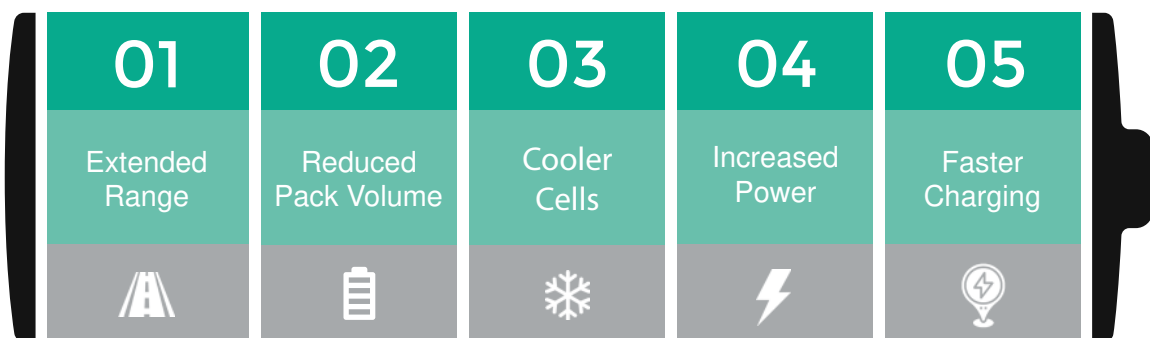 01
Extended
Range
02
Reduced
Pack Volume
03
Cooler
Cells
04
Increased
Power
05
Faster
Charging